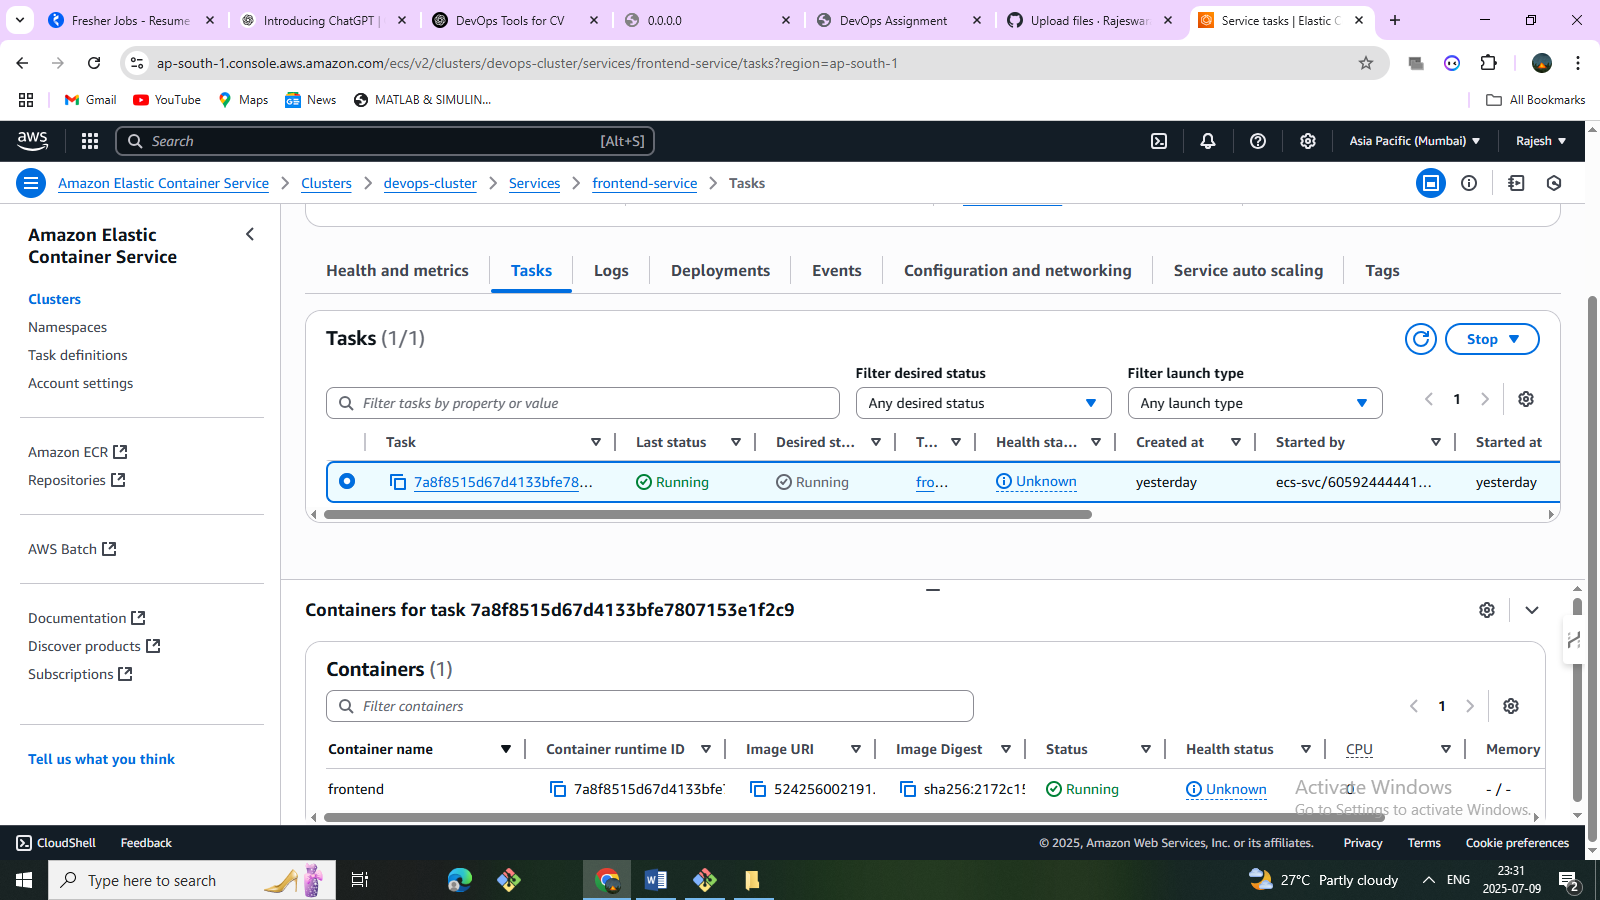 Fresher Jobs - Resume
Introducing ChatGPT |
DevOps Tools for CV
0.0.0.0
DevOps Assignment
Upload files · Rajeswar
Service tasks | Elastic C
ap-south-1.console.aws.amazon.com/ecs/v2/clusters/devops-cluster/services/frontend-service/tasks?region=ap-south-1
Gmail
YouTube
Maps
News
MATLAB & SIMULIN...
All Bookmarks
aws
Search
[Alt+S]
Asia Pacific (Mumbai)
Rajesh
Amazon Elastic Container Service
Clusters
devops-cluster
Services
frontend-service
Tasks
Amazon Elastic
Container Service
Clusters
Namespaces
Task definitions
Account settings
Amazon ECR
Repositories
AWS Batch
Documentation
Discover products
Subscriptions
Tell us what you think
Health and metrics
Tasks
Logs
Deployments
Events
Configuration and networking
Service auto scaling
Tags
Tasks (1/1)
Stop
Filter desired status
Filter launch type
Filter tasks by property or value
Any desired status
Any launch type
1
Task
Last status
Desired st...
T...
Health sta...
Created at
Started by
Started at
7a8f8515d67d4133bfe78...
Running
Running
fro...
Unknown
yesterday
ecs-svc/60592444441...
yesterday
Containers for task 7a8f8515d67d4133bfe7807153e1f2c9
Containers (1)
Filter containers
1
Container name
Container runtime ID
Image URI
Image Digest
Status
Health status
CPU
Memory
frontend
7a8f8515d67d4133bfe
524256002191.
sha256:2172c15
Running
Unknown
0
- / -
Activate Windows
Go to Settings to activate Windows.
CloudShell
Feedback
© 2025, Amazon Web Services, Inc. or its affiliates.
Privacy
Terms
Cookie preferences
Type here to search
27°C Partly cloudy
ENG
23:31
2025-07-09
2